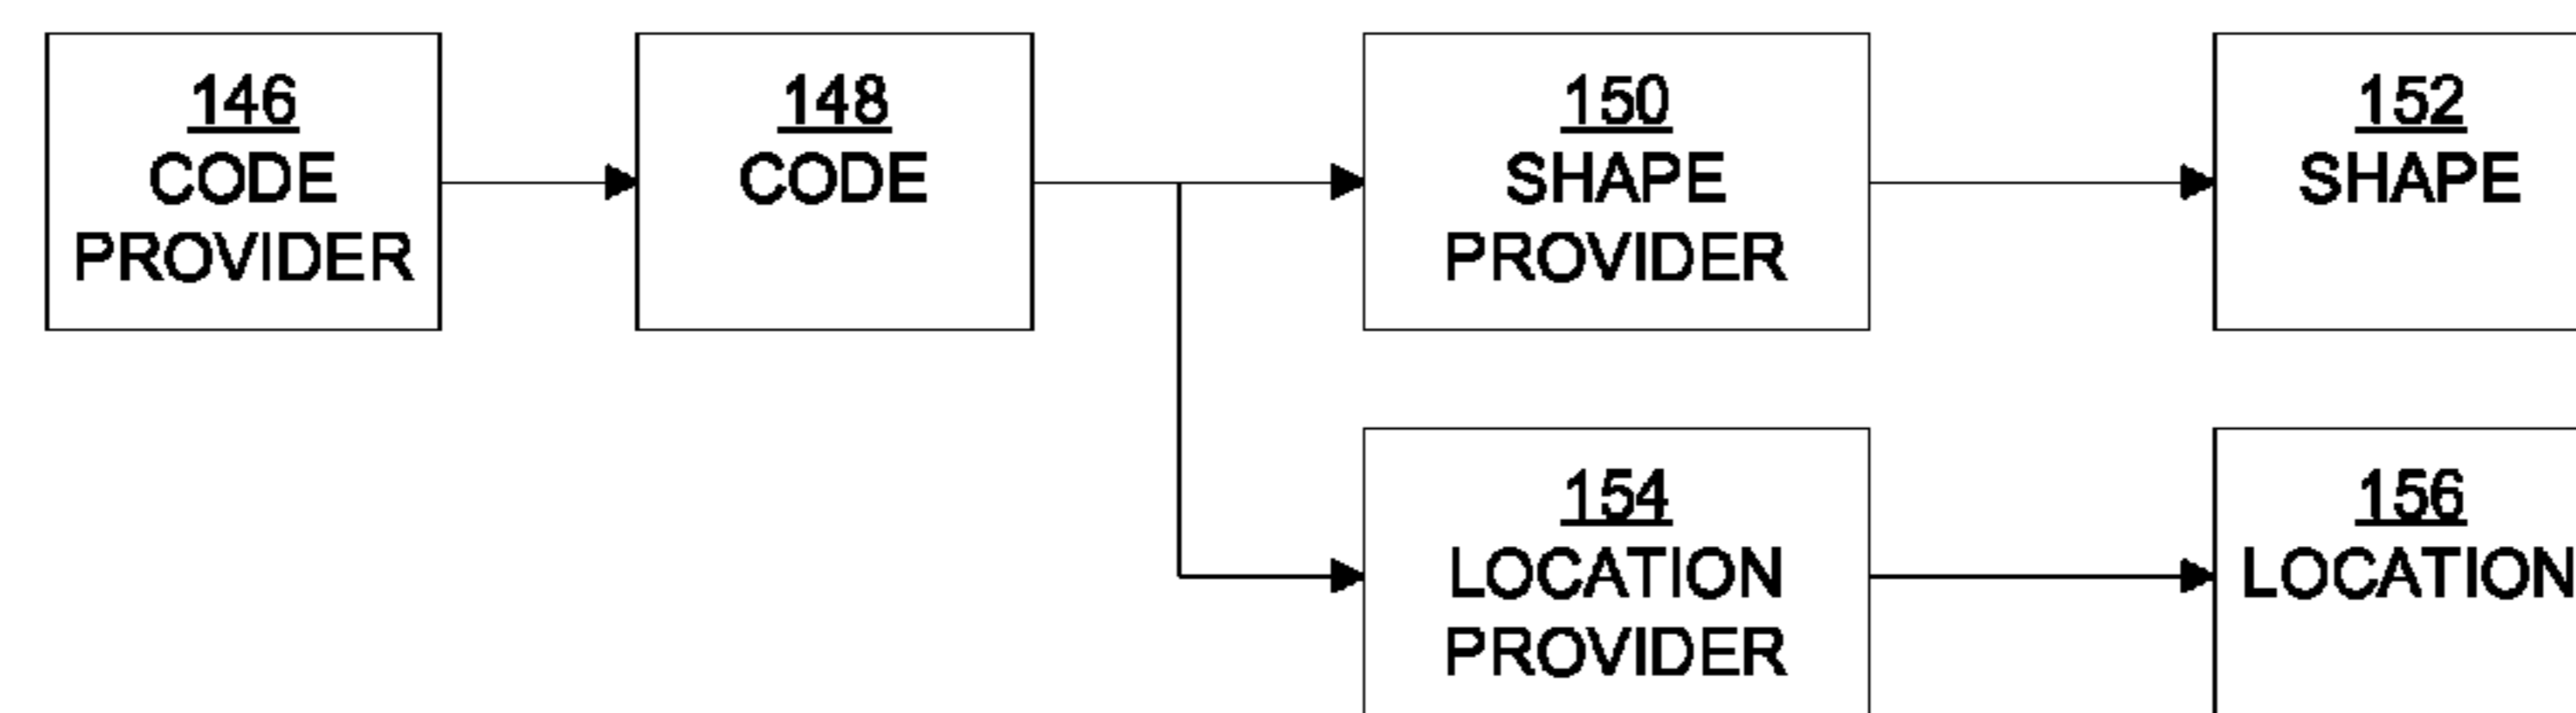 146
CODE
PROVIDER
148
CODE
150
SHAPE
PROVIDER
152
SHAPE
154
LOCATION
PROVIDER
156
LOCATION